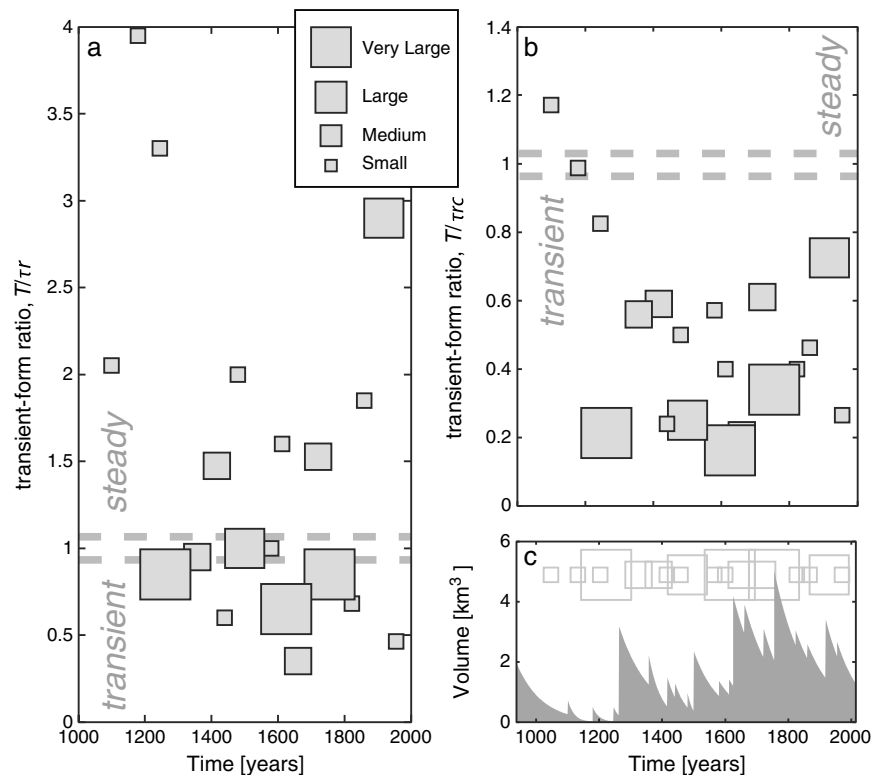 a
4
3.5
3
2.5
2
1.5
1
0.5
0
transient-form ratio, T/τr
steady
transient
1000 1200 1400 1600 1800 2000
Time [years]
Very Large
Large
Medium
Small
b
1.4
1.2
1
0.8
0.6
0.4
0.2
0
transient-form ratio, T/τrc
steady
transient
c
6
4
2
0
Volume [km³]
1000 1200 1400 1600 1800 2000
Time [years]